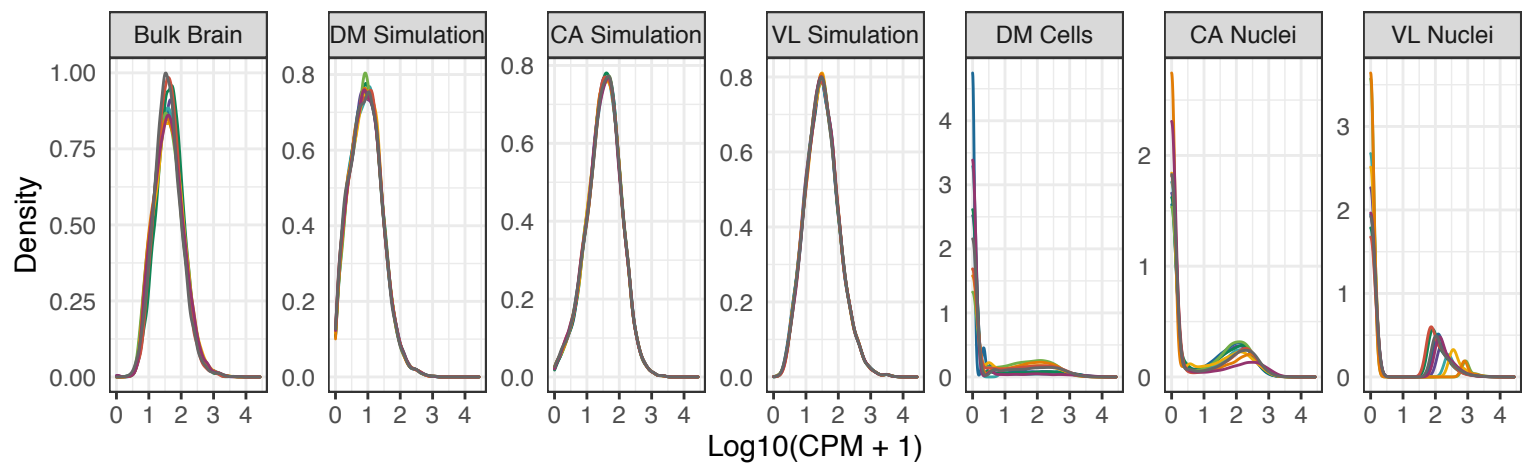 Bulk Brain
DM Simulation
CA Simulation
VL Simulation
DM Cells
CA Nuclei
VL Nuclei
Density
1.00
0.75
0.50
0.25
0.00
0.8
0.6
0.4
0.2
0.0
0.8
0.6
0.4
0.2
0.0
0.8
0.6
0.4
0.2
0.0
4
3
2
1
0
2
1
0
3
2
1
0
0 1 2 3 4
0 1 2 3 4
0 1 2 3 4
0 1 2 3 4
0 1 2 3 4
0 1 2 3 4
0 1 2 3 4
Log10(CPM + 1)